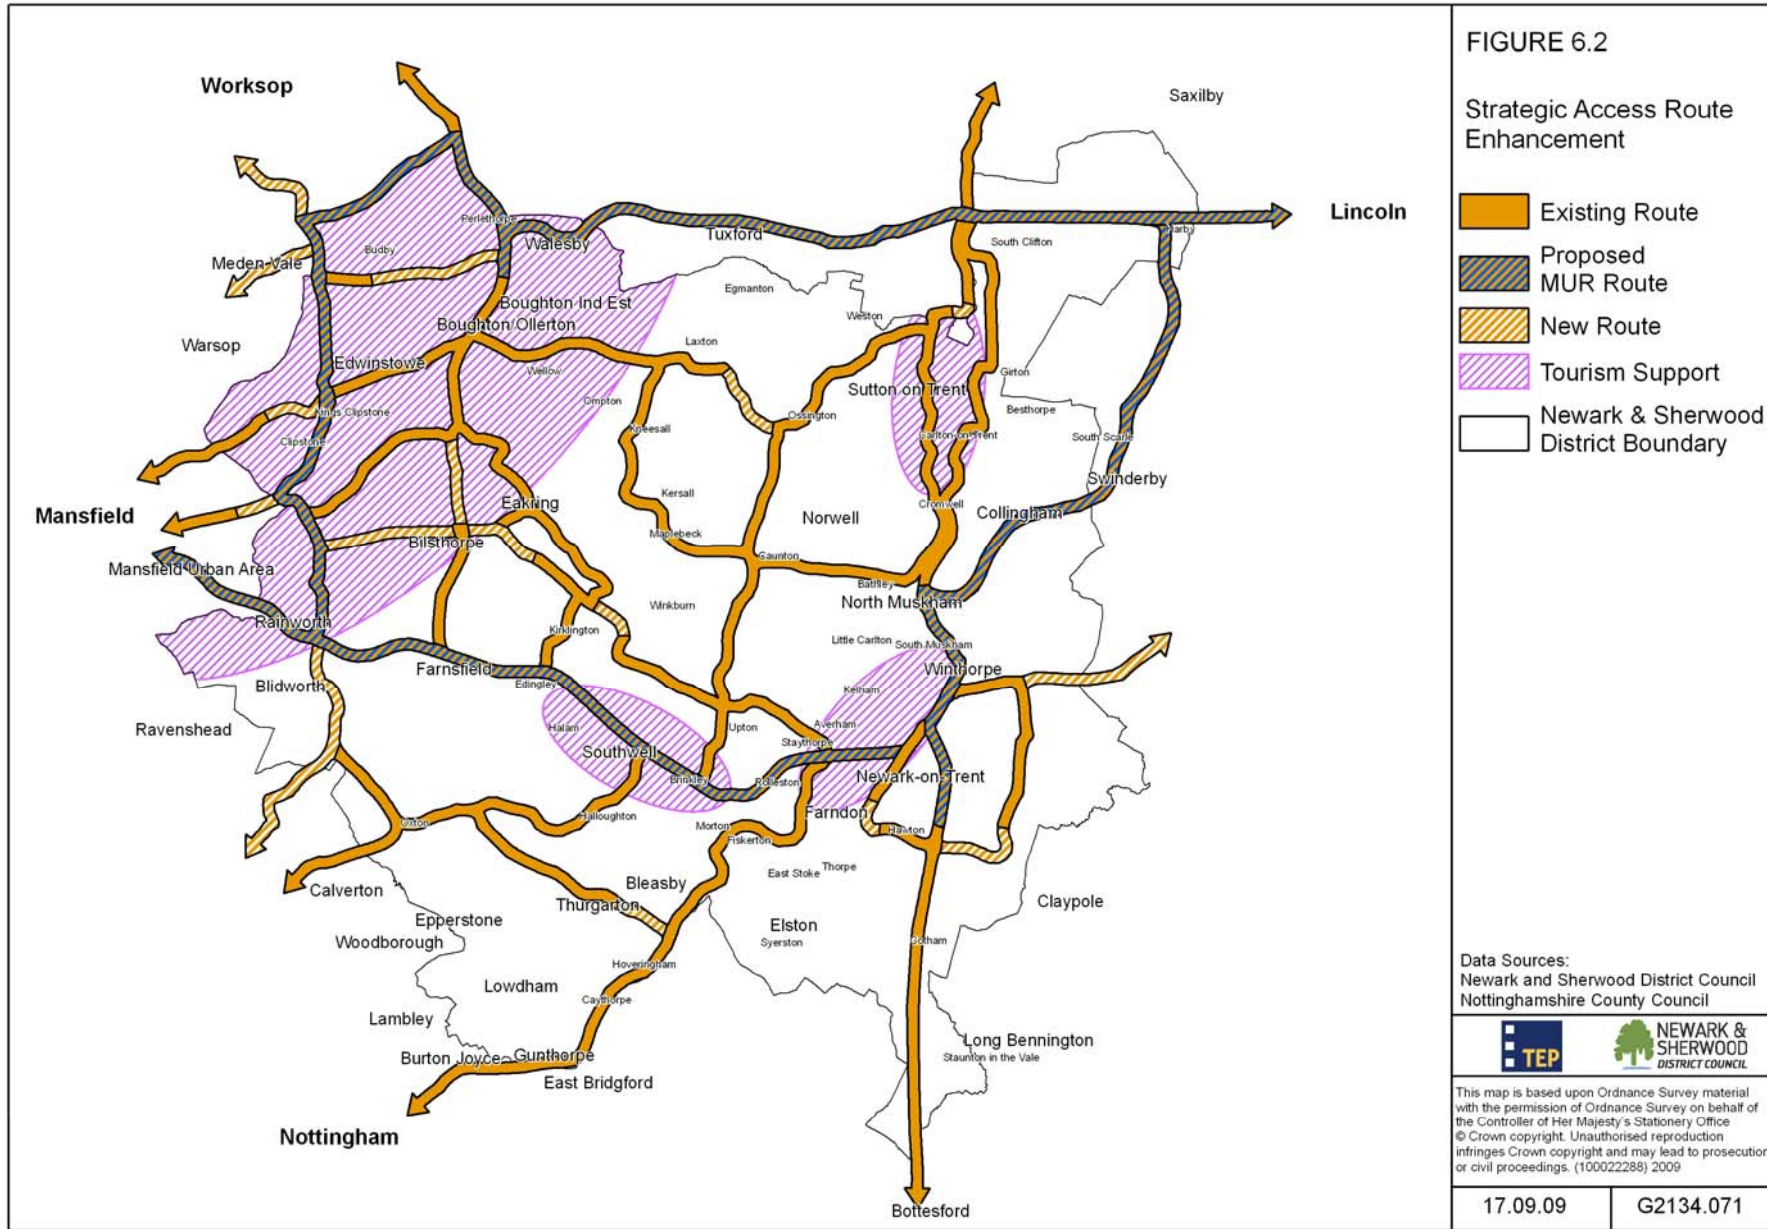 Worksop
Saxilby
Lincoln
Perlethorpe
Walesby
Tuxford
Harby
Budby
South Clifton
Meden Vale
Egmanton
Boughton Ind Est
Weston
Boughton/Ollerton
Warsop
Laxton
Edwinstowe
Wellow
Girton
Sutton on Trent
Ompton
Besthorpe
Kings Clipstone
Ossington
Kneesall
Clipstone
Carlton-on-Trent
South Scarle
Swinderby
Kersall
Eakring
Cromwell
Mansfield
Norwell
Collingham
Maplebeck
Bilsthorpe
Caunton
Mansfield Urban Area
Bathley
North Muskham
Winkburn
Rainworth
Kirklington
Little Carlton
South Muskham
Farnsfield
Winthorpe
Edingley
Blidworth
Kelham
Ravenshead
Halam
Upton
Averham
Southwell
Staythorpe
Brinkley
Rolleston
Newark-on-Trent
Farndon
Halloughton
Oxton
Morton
Hawton
Fiskerton
Thorpe
East Stoke
Bleasby
Calverton
Thurgarton
Claypole
Epperstone
Elston
Woodborough
Syerston
Cotham
Hoveringham
Lowdham
Caythorpe
Lambley
Long Bennington
Burton Joyce
Gunthorpe
Staunton in the Vale
East Bridgford
Nottingham
Bottesford
FIGURE 6.2
Strategic Access Route
Enhancement
Existing Route
Proposed
MUR Route
New Route
Tourism Support
Newark & Sherwood
District Boundary
Data Sources:
Newark and Sherwood District Council
Nottinghamshire County Council
TEP
NEWARK &
SHERWOOD
DISTRICT COUNCIL
This map is based upon Ordnance Survey material
with the permission of Ordnance Survey on behalf of
the Controller of Her Majesty's Stationery Office
© Crown copyright. Unauthorised reproduction
infringes Crown copyright and may lead to prosecution
or civil proceedings. (100022288) 2009
17.09.09
G2134.071